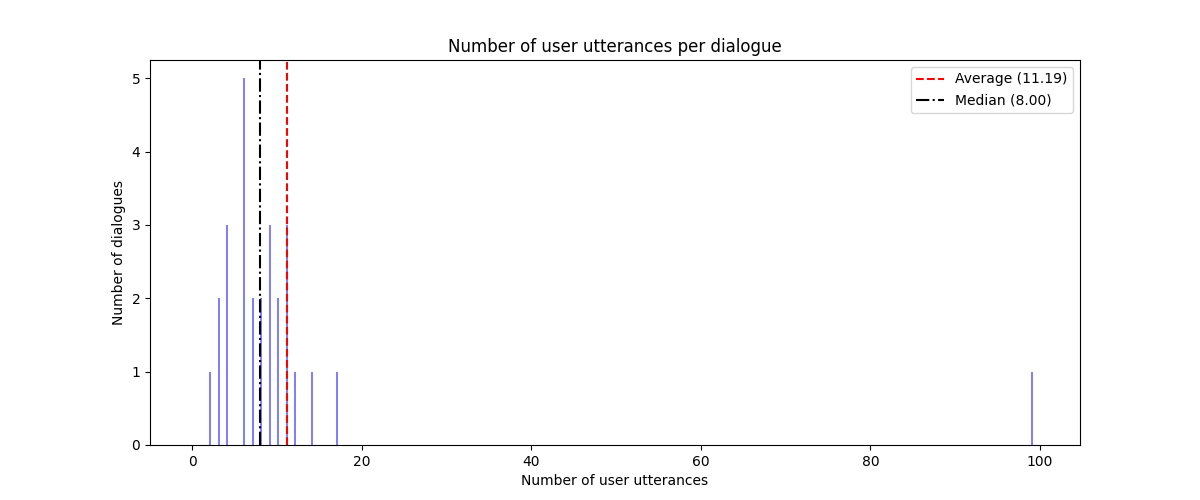 Number of user utterances per dialogue
Average (11.19)
Median (8.00)
Number of dialogues
5
4
3
2
1
0
0 20 40 60 80 100
Number of user utterances